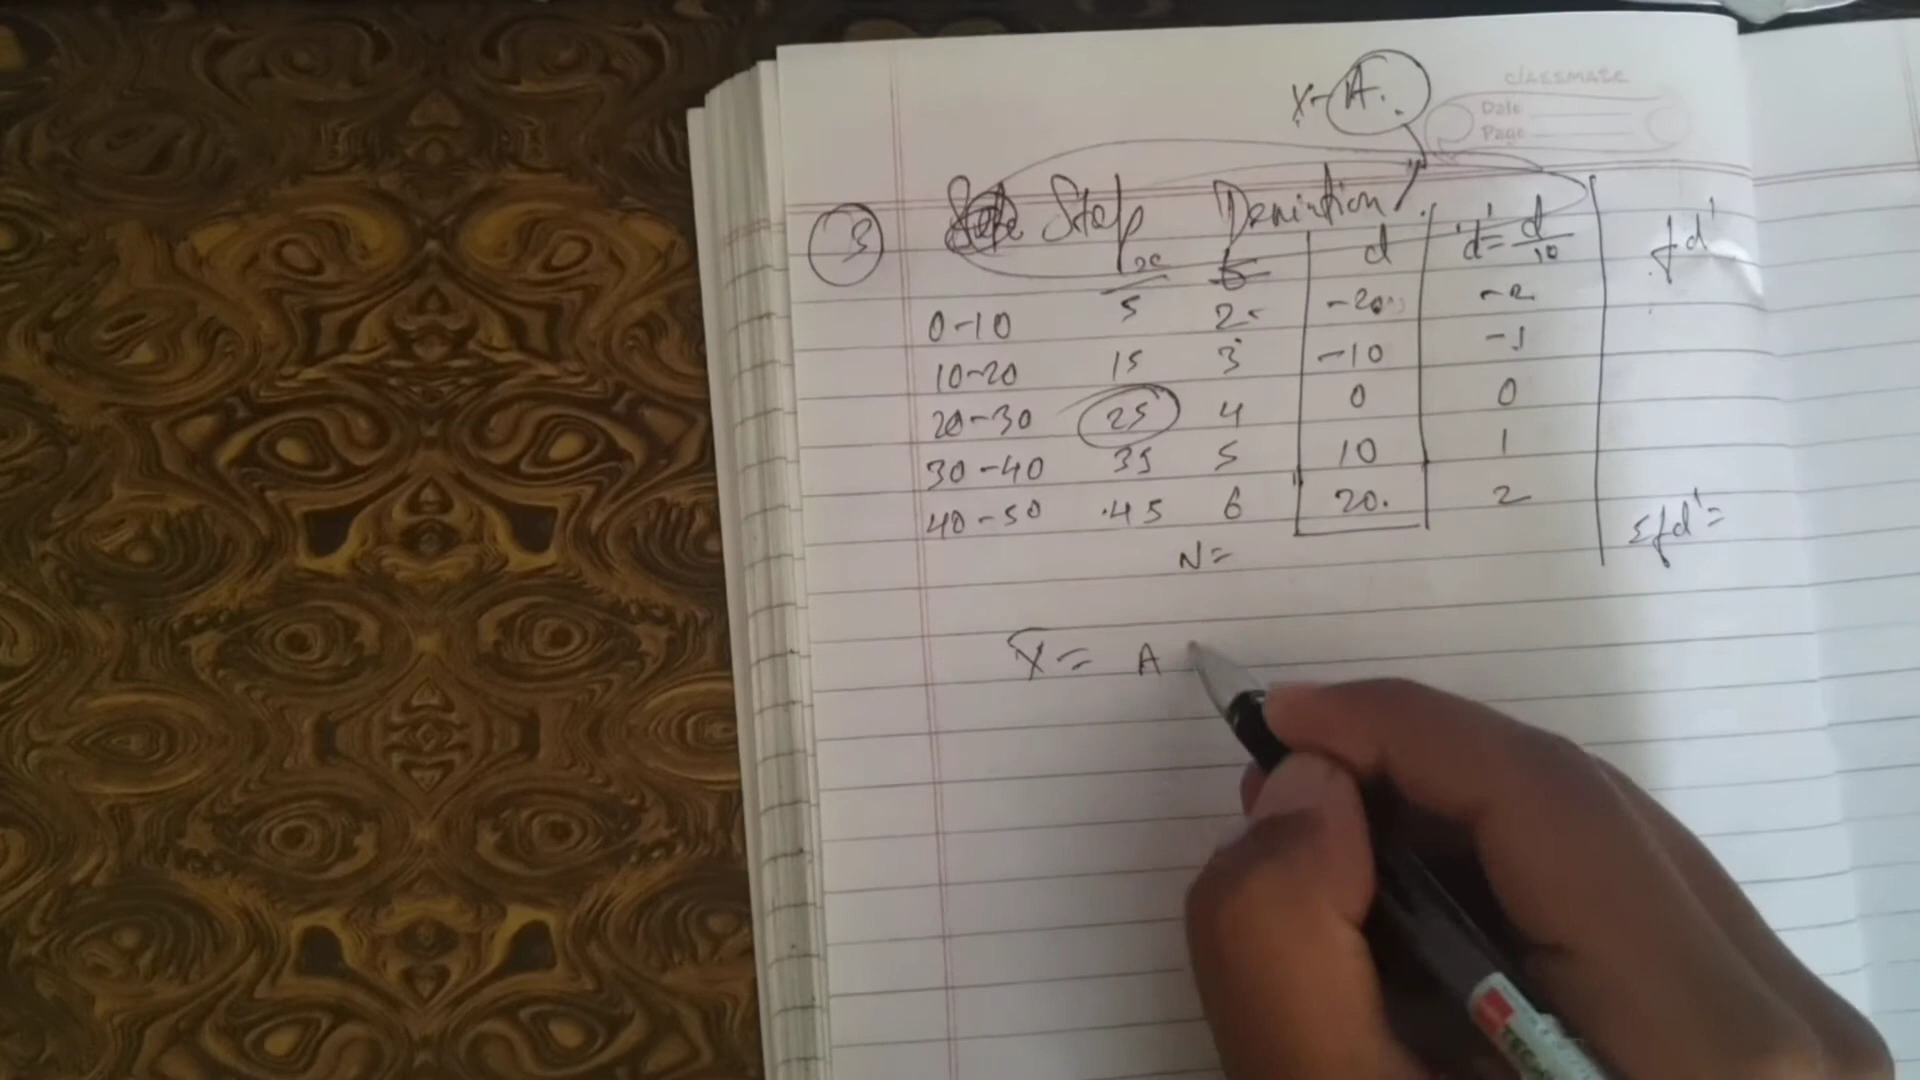 classmate
Date
Page
X-A.
3 Step Deviation
x f d d'=d/10 fd'
0-10 5 2 -20 -2
10-20 15 3 -10 -1
20-30 25 4 0 0
30-40 35 5 10 1
40-50 45 6 20. 2
N= Σfd'=
X̄= A